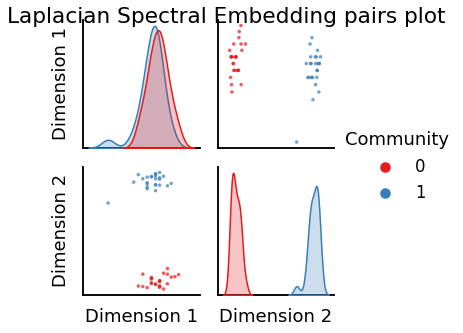 Laplacian Spectral Embedding pairs plot
Dimension 1
Community
0
1
Dimension 2
Dimension 1
Dimension 2